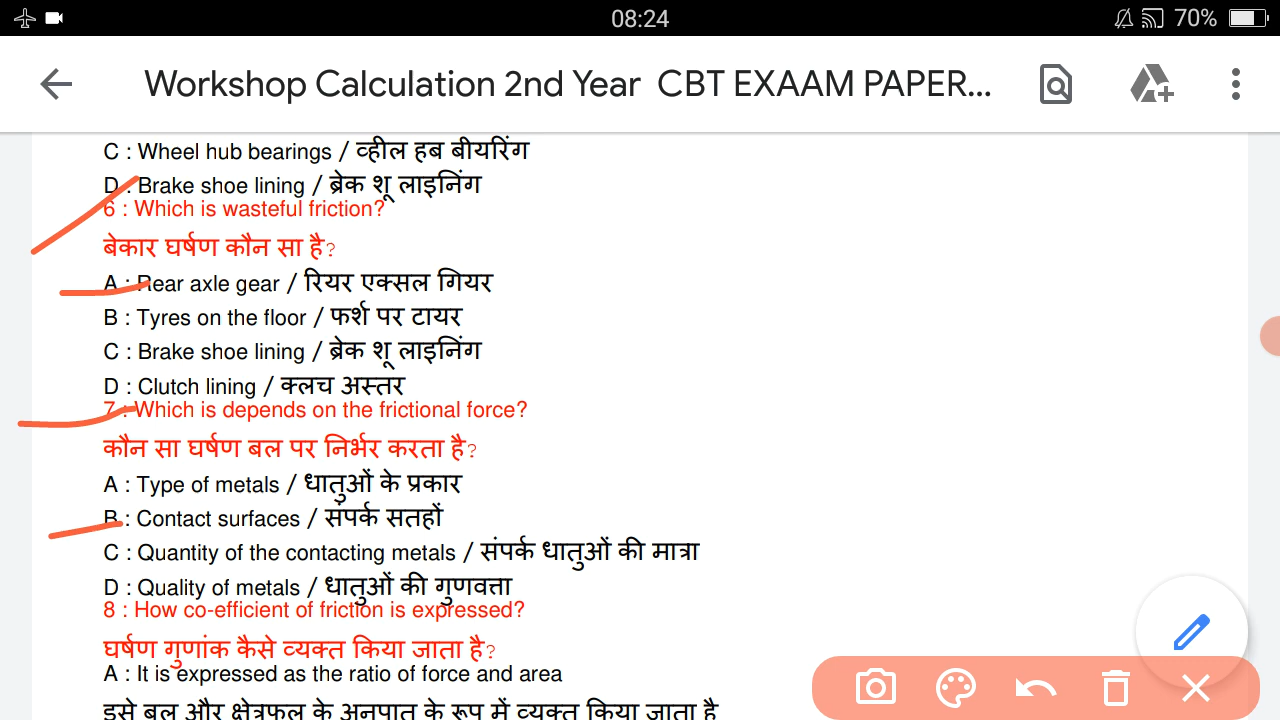 08:24
70%
Workshop Calculation 2nd Year CBT EXAAM PAPER...
C : Wheel hub bearings / व्हील हब बीयरिंग
D : Brake shoe lining / ब्रेक शू लाइनिंग
6 : Which is wasteful friction?
बेकार घर्षण कौन सा है?
A : Rear axle gear / रियर एक्सल गियर
B : Tyres on the floor / फर्श पर टायर
C : Brake shoe lining / ब्रेक शू लाइनिंग
D : Clutch lining / क्लच अस्तर
7 : Which is depends on the frictional force?
कौन सा घर्षण बल पर निर्भर करता है?
A : Type of metals / धातुओं के प्रकार
B : Contact surfaces / संपर्क सतहों
C : Quantity of the contacting metals / संपर्क धातुओं की मात्रा
D : Quality of metals / धातुओं की गुणवत्ता
8 : How co-efficient of friction is expressed?
घर्षण गुणांक कैसे व्यक्त किया जाता है?
A : It is expressed as the ratio of force and area
इसे बल और क्षेत्रफल के अनुपात के रूप में व्यक्त किया जाता है